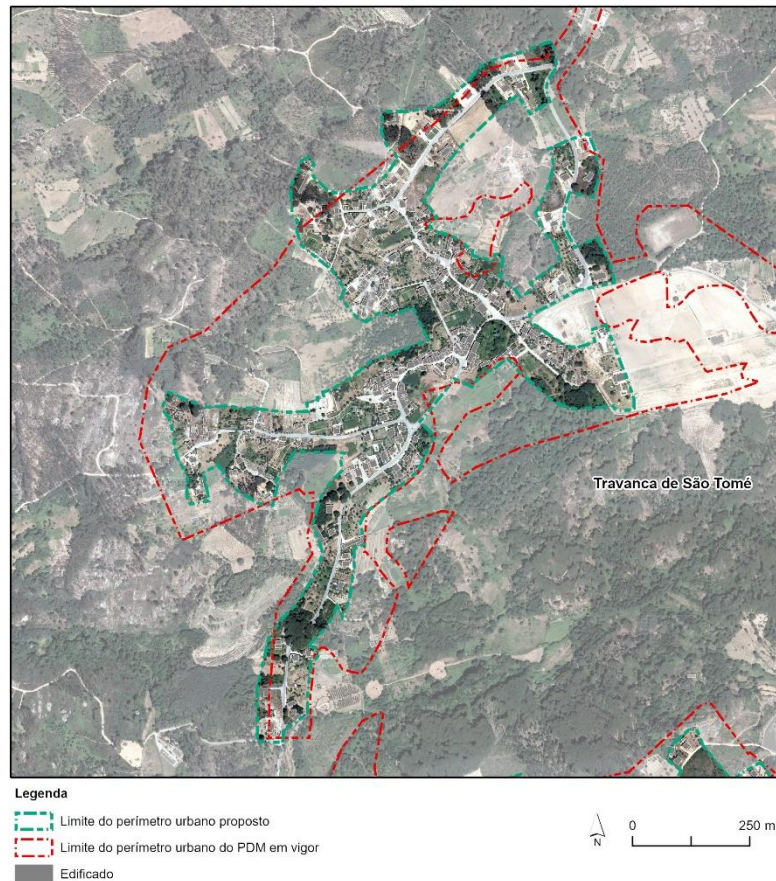 Travanca de São Tomé
Legenda
Limite do perímetro urbano proposto
Limite do perímetro urbano do PDM em vigor
Edificado
N
0 250 m